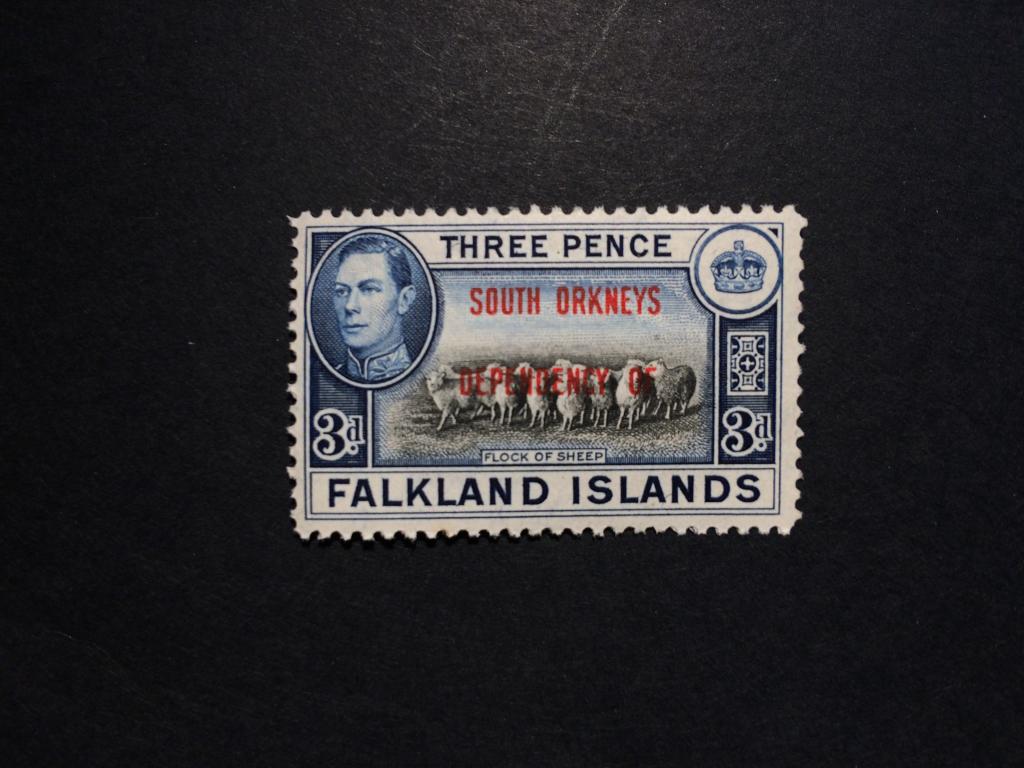 THREE PENCE
SOUTH ORKNEYS
DEPENDENCY OF
3d 3d
FLOCK OF SHEEP
FALKLAND ISLANDS